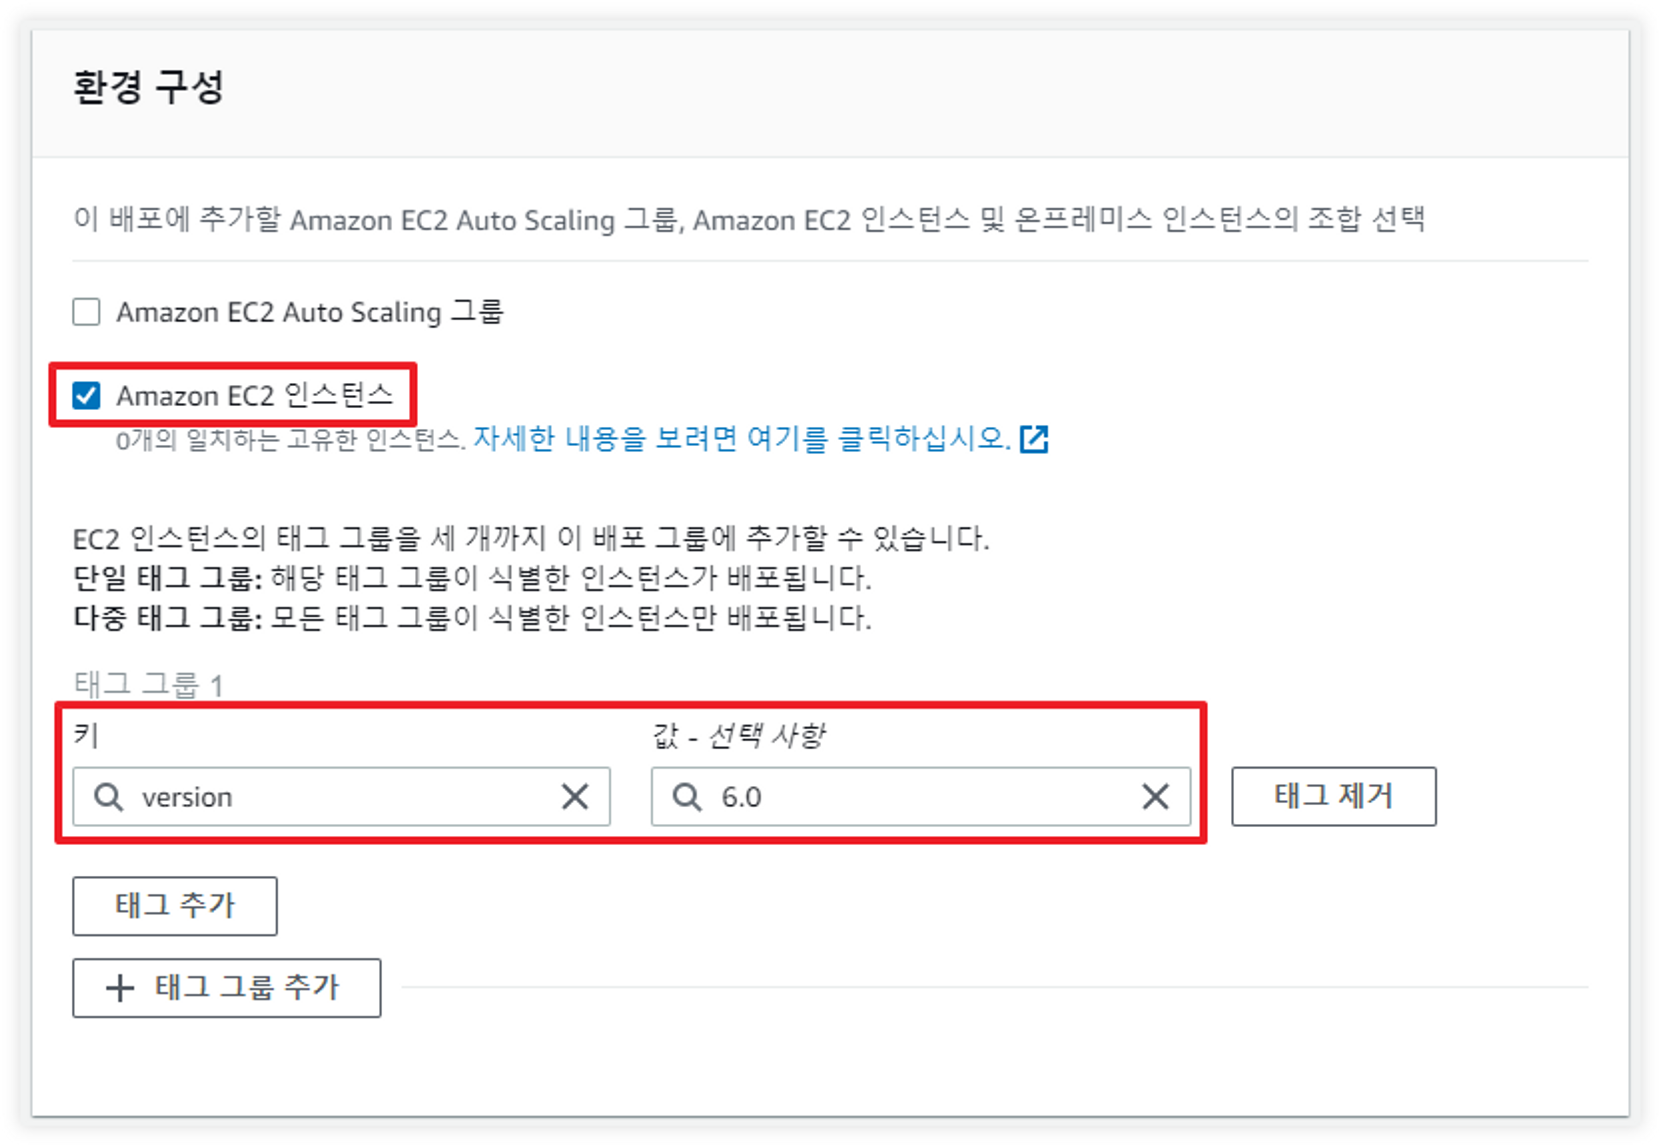 환경 구성
이 배포에 추가할 Amazon EC2 Auto Scaling 그룹, Amazon EC2 인스턴스 및 온프레미스 인스턴스의 조합 선택
Amazon EC2 Auto Scaling 그룹
Amazon EC2 인스턴스
0개의 일치하는 고유한 인스턴스. 자세한 내용을 보려면 여기를 클릭하십시오.
EC2 인스턴스의 태그 그룹을 세 개까지 이 배포 그룹에 추가할 수 있습니다.
단일 태그 그룹: 해당 태그 그룹이 식별한 인스턴스가 배포됩니다.
다중 태그 그룹: 모든 태그 그룹이 식별한 인스턴스만 배포됩니다.
태그 그룹 1
키 값 - 선택 사항
version 6.0 태그 제거
태그 추가
태그 그룹 추가